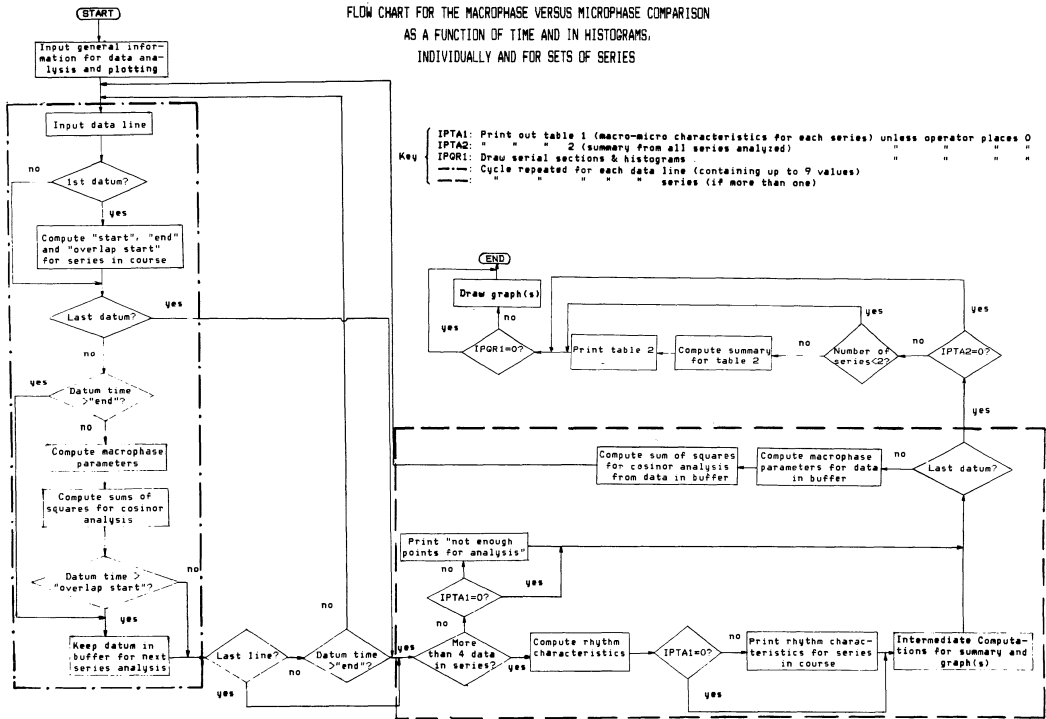 FLOW CHART FOR THE MACROPHASE VERSUS MICROPHASE COMPARISON
AS A FUNCTION OF TIME AND IN HISTOGRAMS,
INDIVIDUALLY AND FOR SETS OF SERIES
START
Input general infor-
mation for data ana-
lysis and plotting
Input data line
no
1st datum?
yes
Compute "start", "end"
and "overlap start"
for series in course
Last datum?
yes
no
yes
Datum time
>"end"?
no
Compute macrophase
parameters
Compute sums of
squares for cosinor
analysis
Datum time >
"overlap start"?
no
yes
Keep datum in
buffer for next
series analysis
Last line?
no
yes
Datum time
>"end"?
no
yes
Key
IPTA1: Print out table 1 (macro-micro characteristics for each series) unless operator places 0
IPTA2: " " " 2 (summary from all series analyzed) " " " "
IPQR1: Draw serial sections & histograms . " " " "
—·—: Cycle repeated for each data line (containing up to 9 values)
— —: " " " " series (if more than one)
END
Draw graph(s)
yes
no
IPQR1=0?
Print table 2
Compute summary
for table 2
no
yes
Number of
series<2?
no
yes
IPTA2=0?
yes
Compute sum of squares
for cosinor analysis
from data in buffer
Compute macrophase
parameters for data
in buffer
no
Last datum?
Print "not enough
points for analysis"
no
yes
IPTA1=0?
no
More
than 4 data
in series?
yes
Compute rhythm
characteristics
IPTA1=0?
no
yes
Print rhythm charac-
teristics for series
in course
Intermediate Computa-
tions for summary and
graph(s)